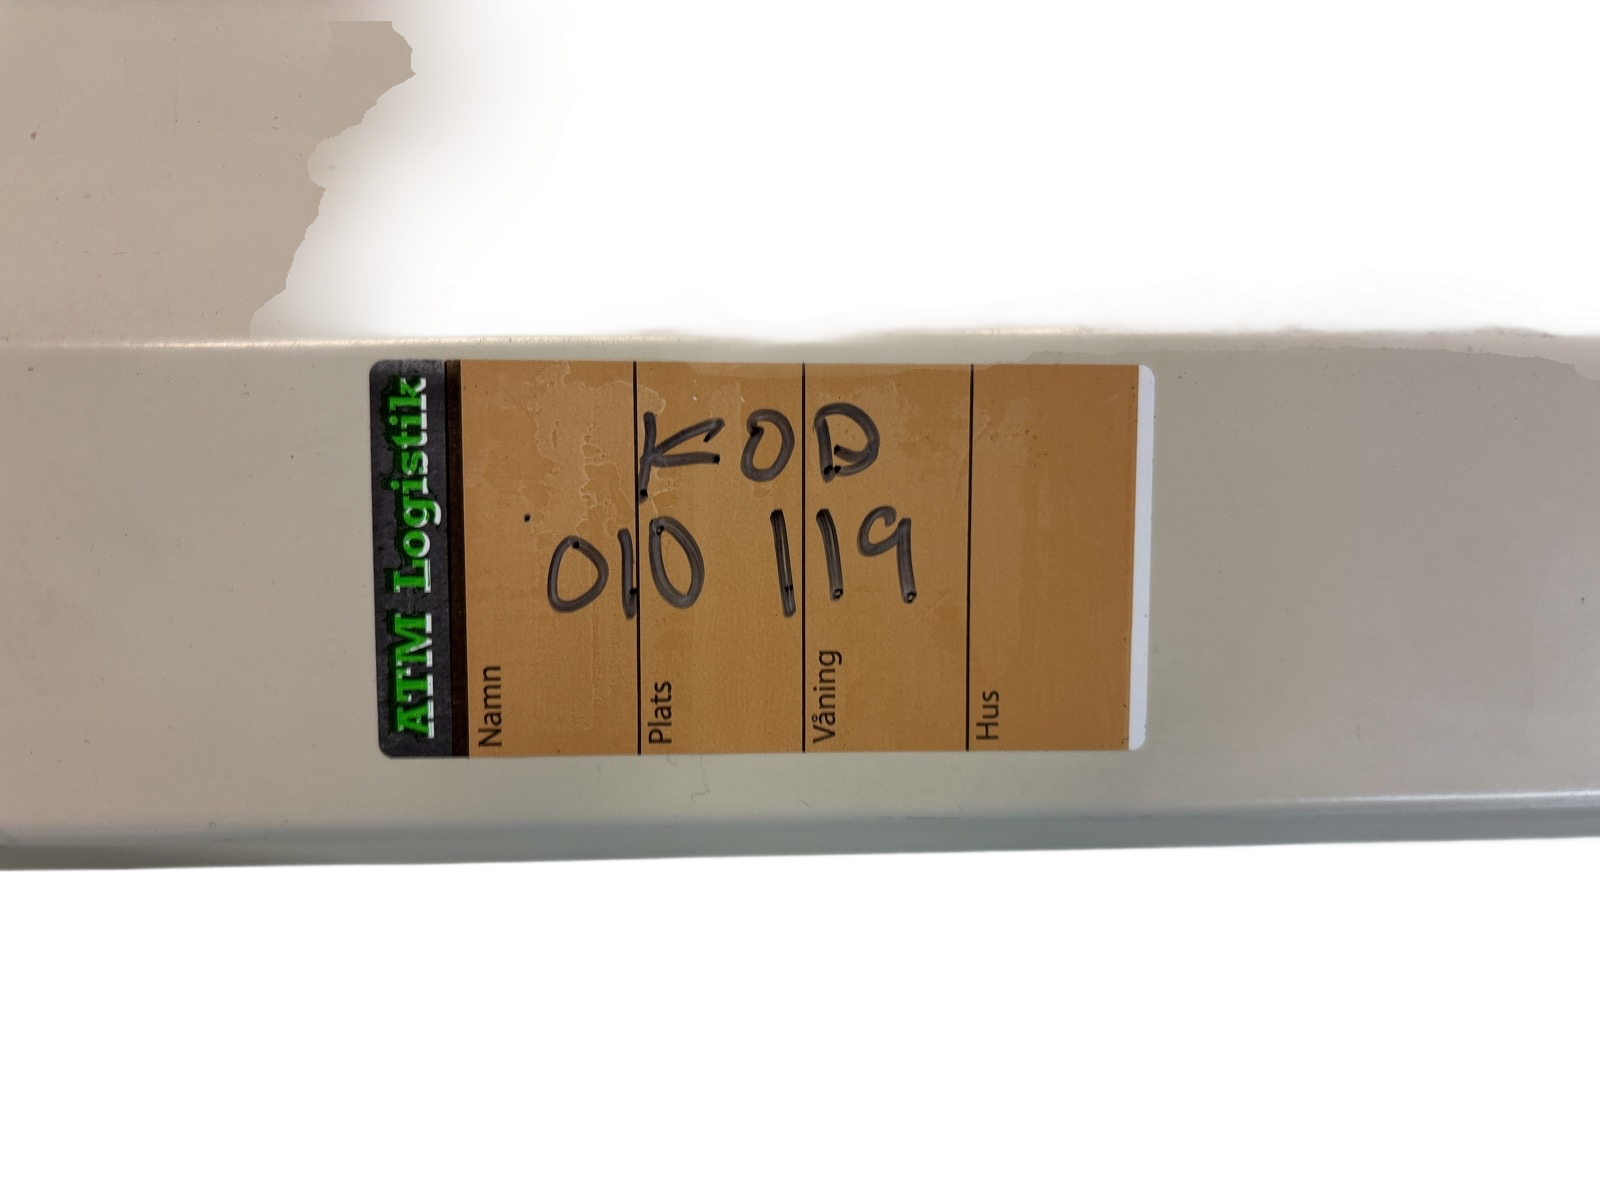 ATM Logistik
Namn
Plats
Våning
Hus
KOD
010 119